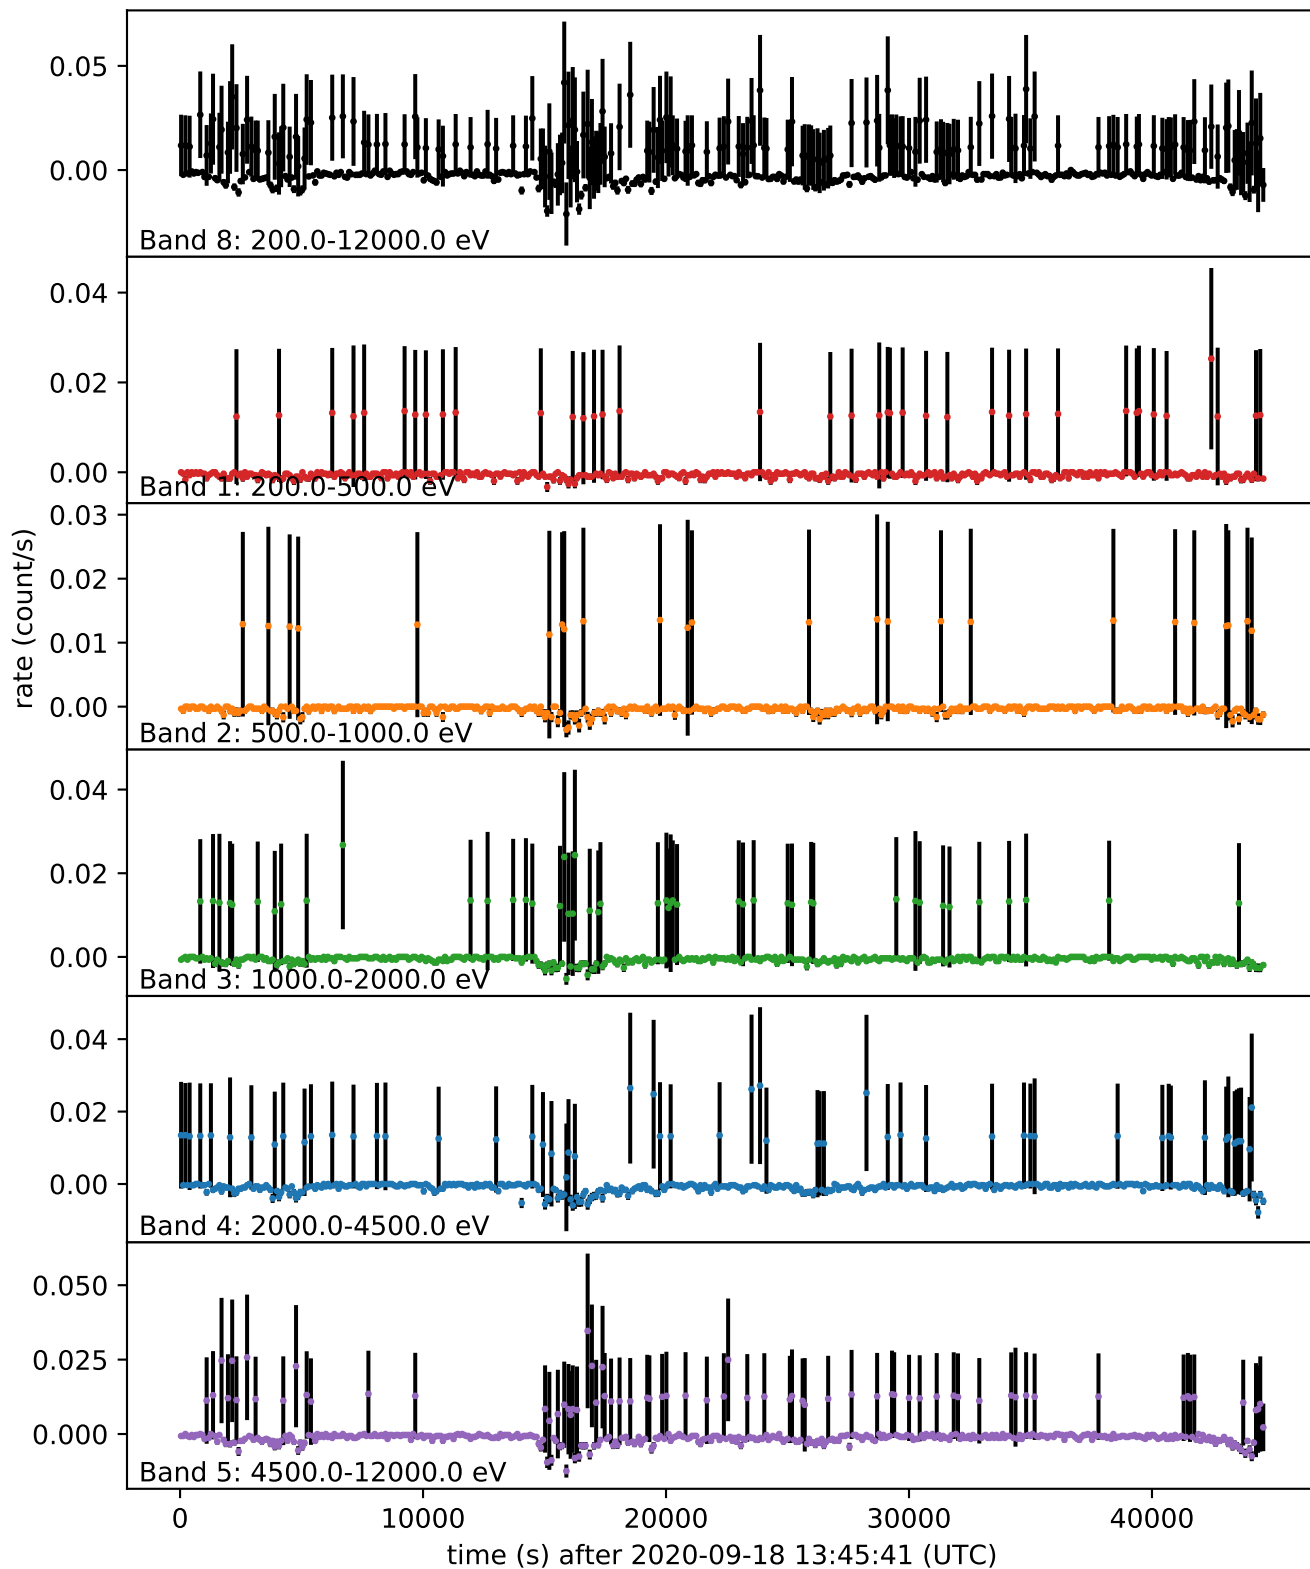 0.05
0.00
Band 8: 200.0-12000.0 eV
0.04
0.02
0.00
Band 1: 200.0-500.0 eV
0.03
0.02
0.01
0.00
Band 2: 500.0-1000.0 eV
rate (count/s)
0.04
0.02
0.00
Band 3: 1000.0-2000.0 eV
0.04
0.02
0.00
Band 4: 2000.0-4500.0 eV
0.050
0.025
0.000
Band 5: 4500.0-12000.0 eV
0 10000 20000 30000 40000
time (s) after 2020-09-18 13:45:41 (UTC)